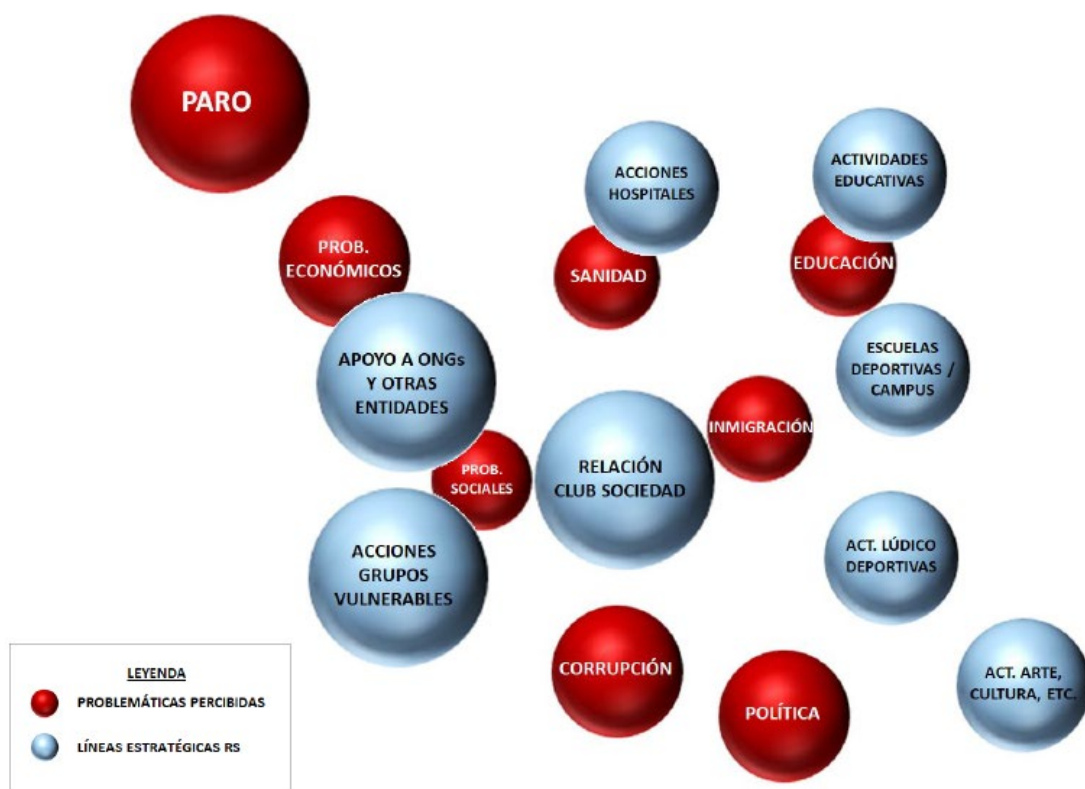 PARO
ACCIONES
HOSPITALES
ACTIVIDADES
EDUCATIVAS
PROB.
ECONÓMICOS
SANIDAD
EDUCACIÓN
APOYO A ONGs
Y OTRAS
ENTIDADES
ESCUELAS
DEPORTIVAS /
CAMPUS
INMIGRACIÓN
PROB.
SOCIALES
RELACIÓN
CLUB SOCIEDAD
ACCIONES
GRUPOS
VULNERABLES
ACT. LÚDICO
DEPORTIVAS
CORRUPCIÓN
POLÍTICA
ACT. ARTE,
CULTURA, ETC.
LEYENDA
PROBLEMÁTICAS PERCIBIDAS
LÍNEAS ESTRATÉGICAS RS